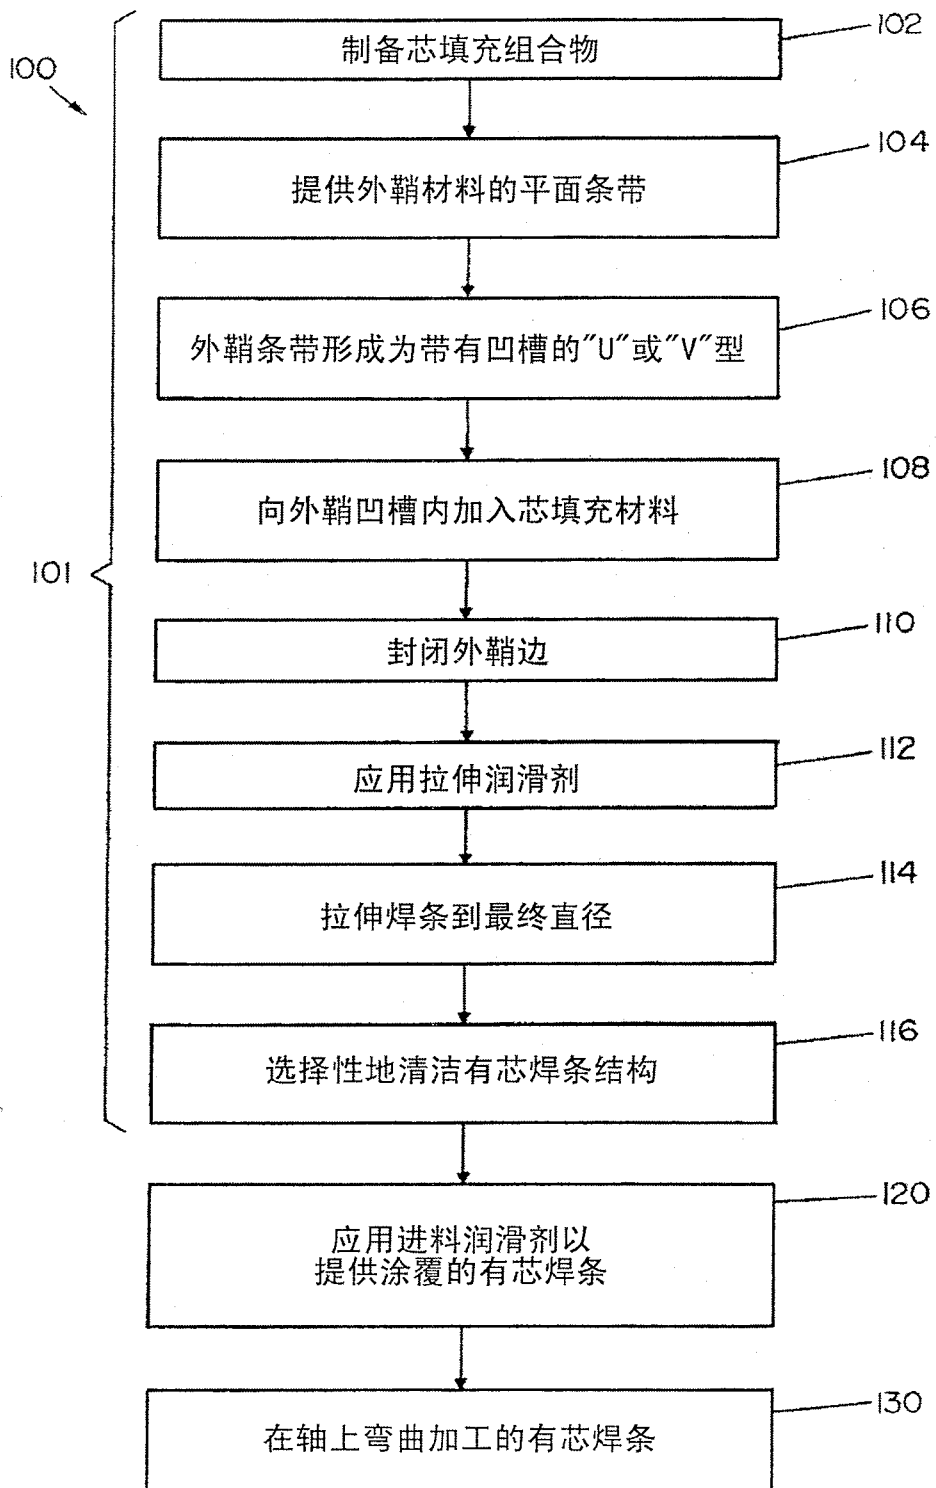 制备芯填充组合物
102
100
提供外鞘材料的平面条带
104
外鞘条带形成为带有凹槽的"U"或"V"型
106
向外鞘凹槽内加入芯填充材料
108
101
封闭外鞘边
110
应用拉伸润滑剂
112
拉伸焊条到最终直径
114
选择性地清洁有芯焊条结构
116
应用进料润滑剂以
提供涂覆的有芯焊条
120
在轴上弯曲加工的有芯焊条
130